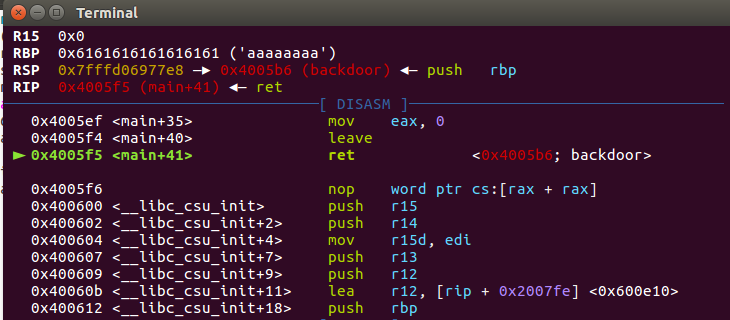 Terminal
R15  0x0
RBP  0x6161616161616161 ('aaaaaaaa')
RSP  0x7fffd06977e8 —▸ 0x4005b6 (backdoor) ◂— push   rbp
RIP  0x4005f5 (main+41) ◂— ret
[ DISASM ]
0x4005ef <main+35>    mov    eax, 0
0x4005f4 <main+40>    leave
► 0x4005f5 <main+41>    ret    <0x4005b6; backdoor>
0x4005f6    nop    word ptr cs:[rax + rax]
0x400600 <__libc_csu_init>    push   r15
0x400602 <__libc_csu_init+2>    push   r14
0x400604 <__libc_csu_init+4>    mov    r15d, edi
0x400607 <__libc_csu_init+7>    push   r13
0x400609 <__libc_csu_init+9>    push   r12
0x40060b <__libc_csu_init+11>    lea    r12, [rip + 0x2007fe] <0x600e10>
0x400612 <__libc_csu_init+18>    push   rbp